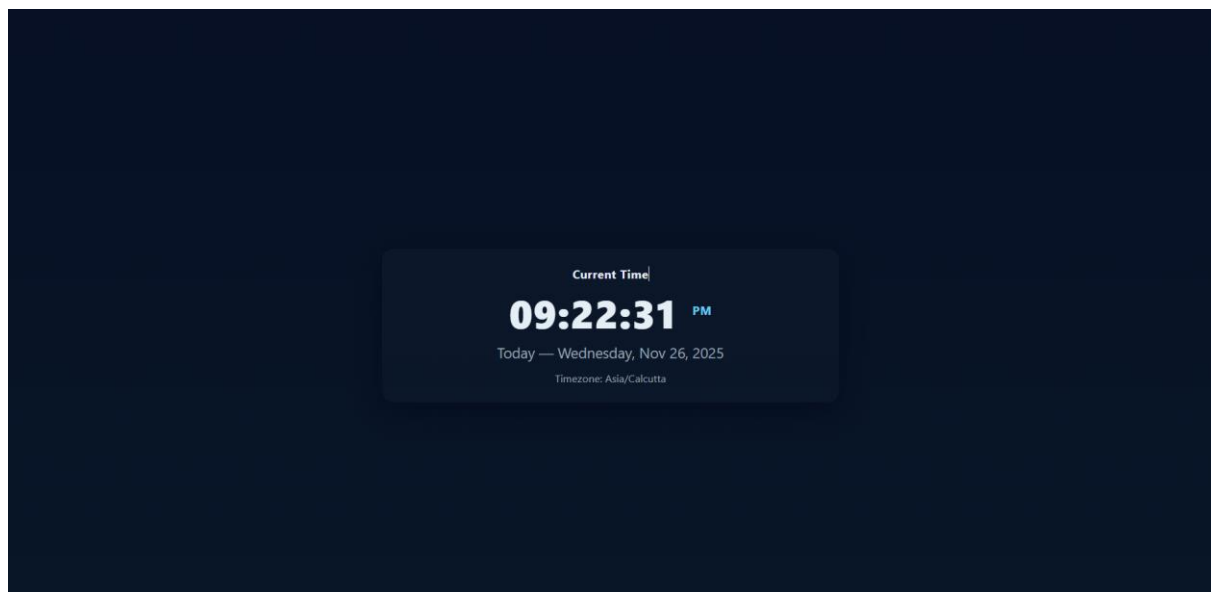 Current Time
09:22:31 PM
Today — Wednesday, Nov 26, 2025
Timezone: Asia/Calcutta